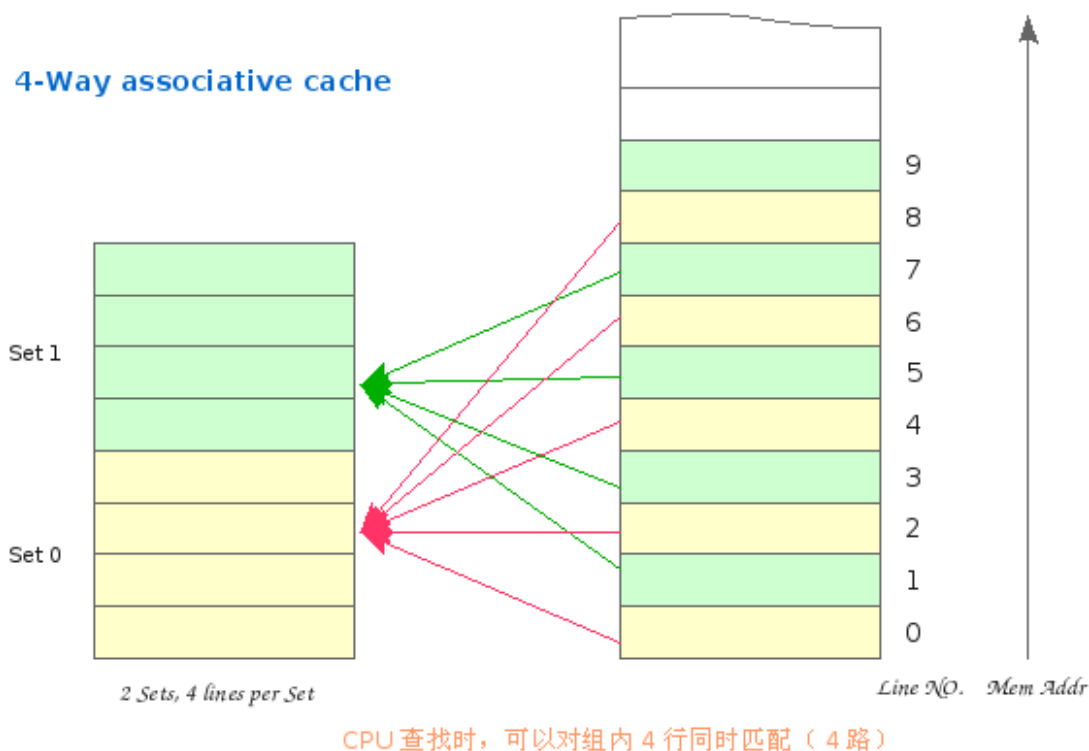 4-Way associative cache
9
8
7
6
Set 1
5
4
3
2
Set 0
1
0
2 Sets, 4 lines per Set
Line NO. Mem Addr
CPU 查找时，可以对组内 4 行同时匹配（ 4 路）